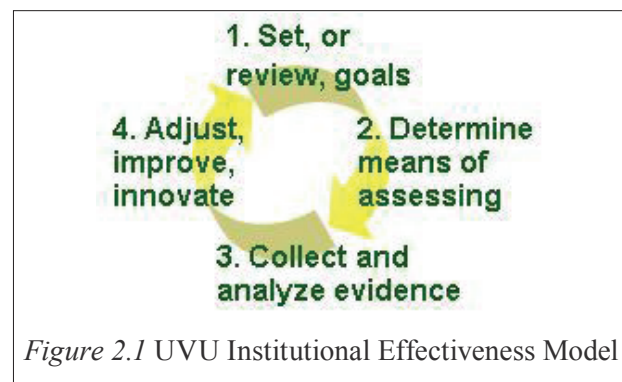 1. Set, or
review, goals
2. Determine
means of
assessing
3. Collect and
analyze evidence
4. Adjust,
improve,
innovate
Figure 2.1 UVU Institutional Effectiveness Model